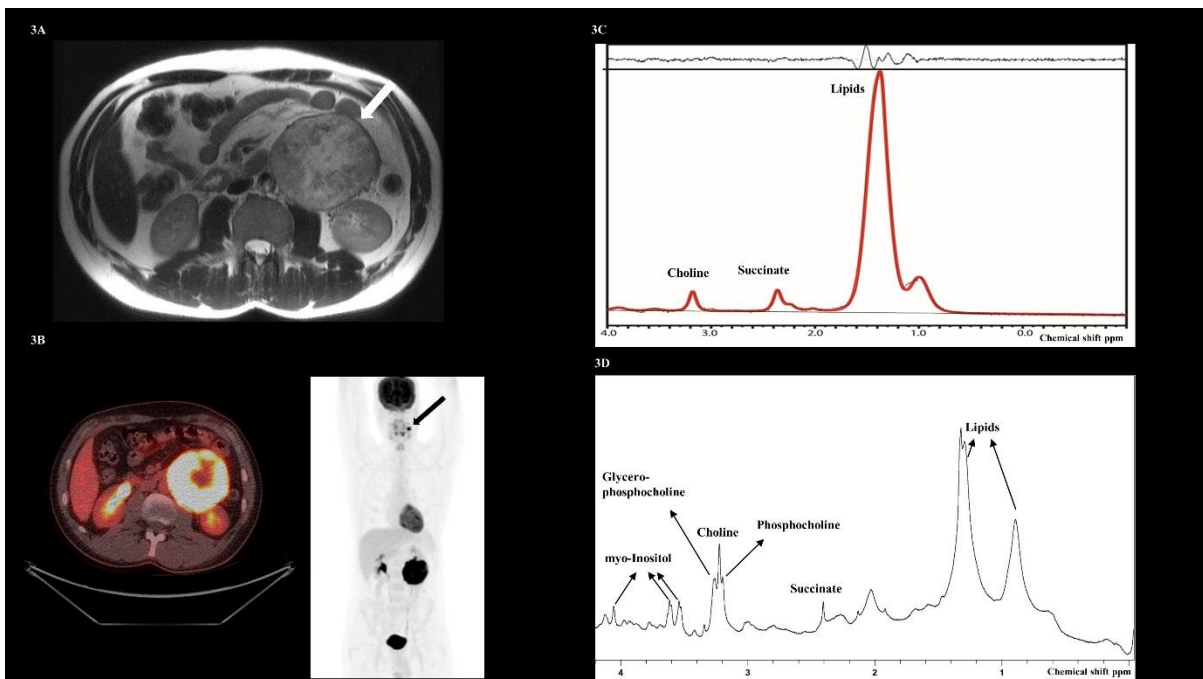 3A
3B
3C
Lipids
Choline
Succinate
4.0
3.0
2.0
1.0
0.0
Chemical shift ppm
3D
Lipids
Glycero-
phosphocholine
Choline
Phosphocholine
myo-Inositol
Succinate
4
3
2
1
Chemical shift ppm